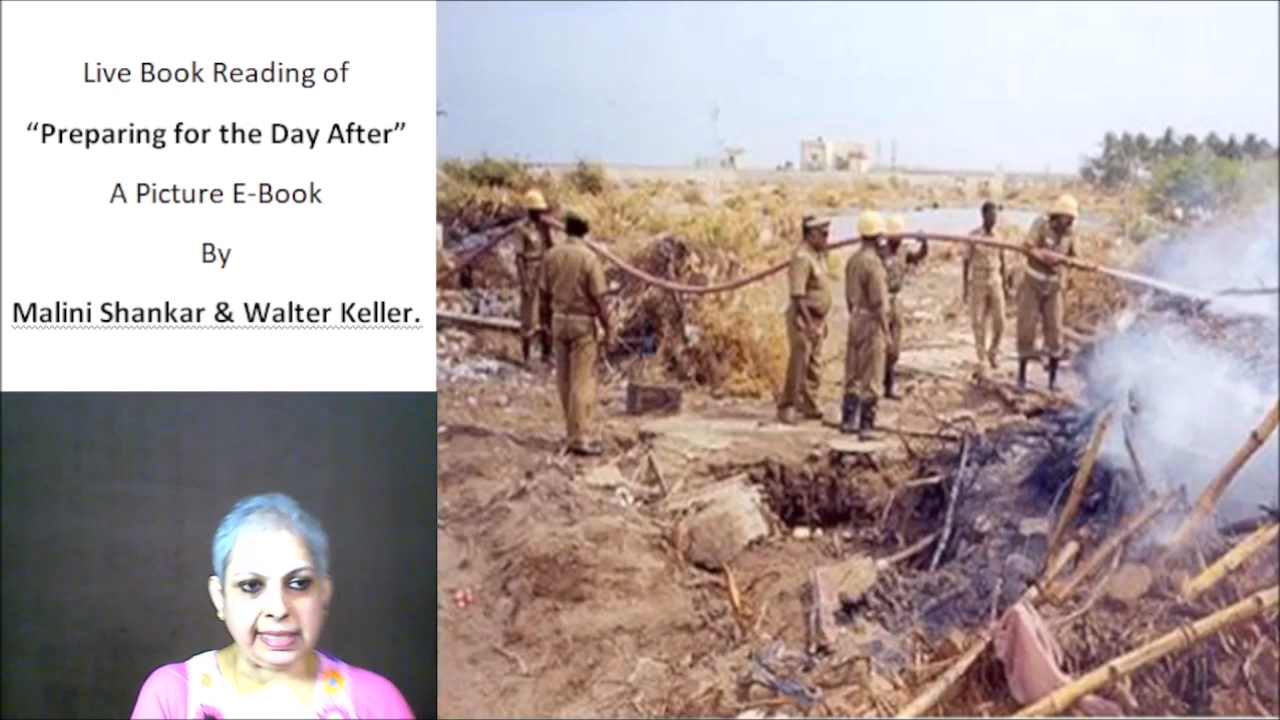 Live Book Reading of
“Preparing for the Day After”
A Picture E-Book
By
Malini Shankar & Walter Keller.